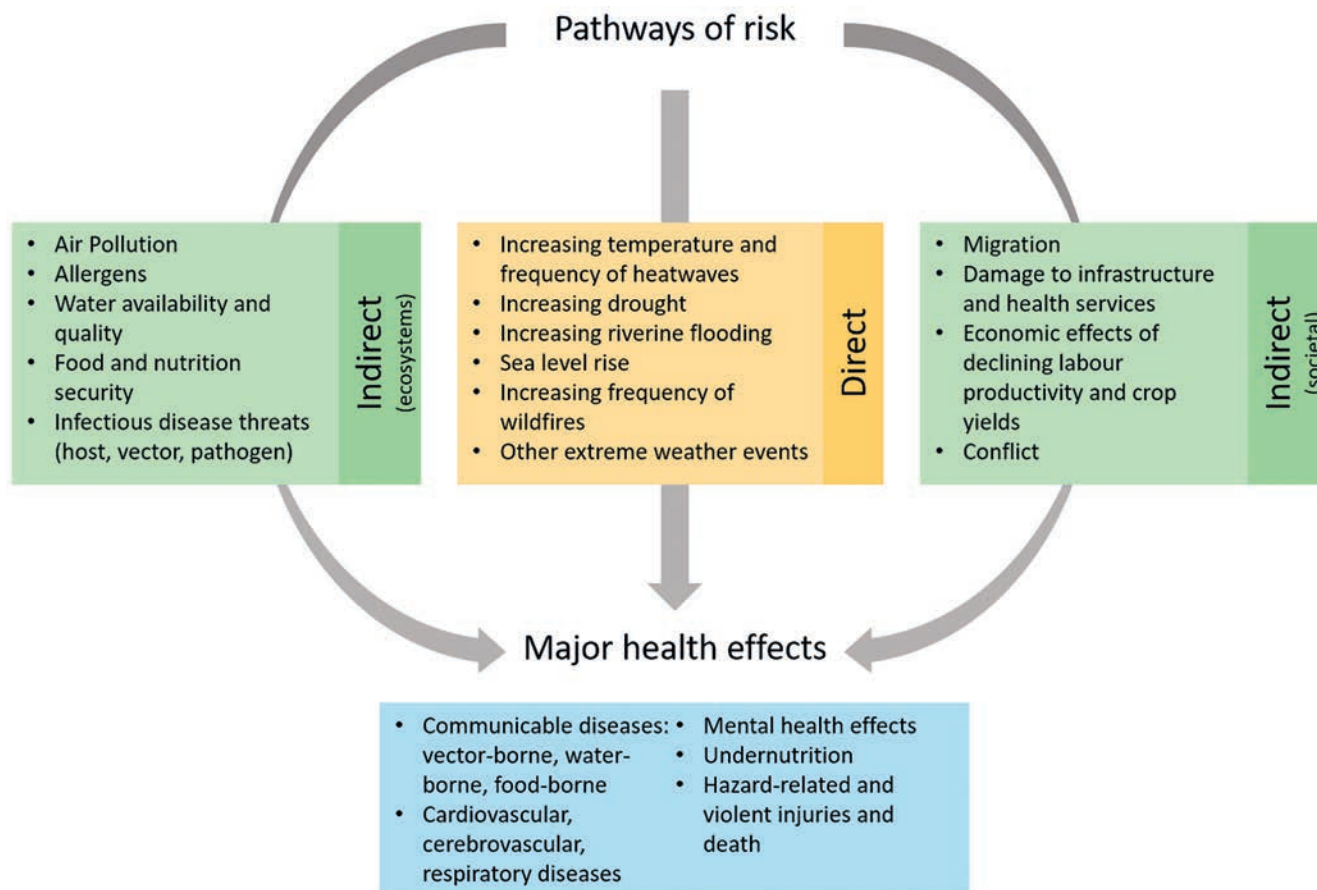 Pathways of risk
• Air Pollution
• Allergens
• Water availability and
quality
• Food and nutrition
security
• Infectious disease threats
(host, vector, pathogen)
Indirect
(ecosystems)
• Increasing temperature and
frequency of heatwaves
• Increasing drought
• Increasing riverine flooding
• Sea level rise
• Increasing frequency of
wildfires
• Other extreme weather events
Direct
• Migration
• Damage to infrastructure
and health services
• Economic effects of
declining labour
productivity and crop
yields
• Conflict
Indirect
(societal)
Major health effects
• Communicable diseases:
vector-borne, water-
borne, food-borne
• Cardiovascular,
cerebrovascular,
respiratory diseases
• Mental health effects
• Undernutrition
• Hazard-related and
violent injuries and
death